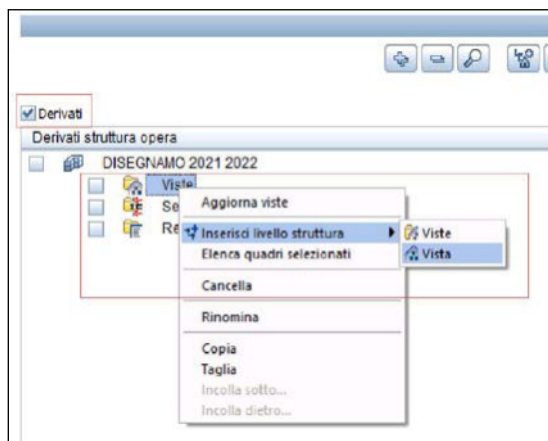 Derivati
Derivati struttura opera
DISEGNAMO 2021 2022
Viste
Se
Re
Aggiorna viste
Inserisci livello struttura
Viste
Elenca quadri selezionati
Vista
Cancella
Rinomina
Copia
Taglia
Incolla sotto...
Incolla dietro...